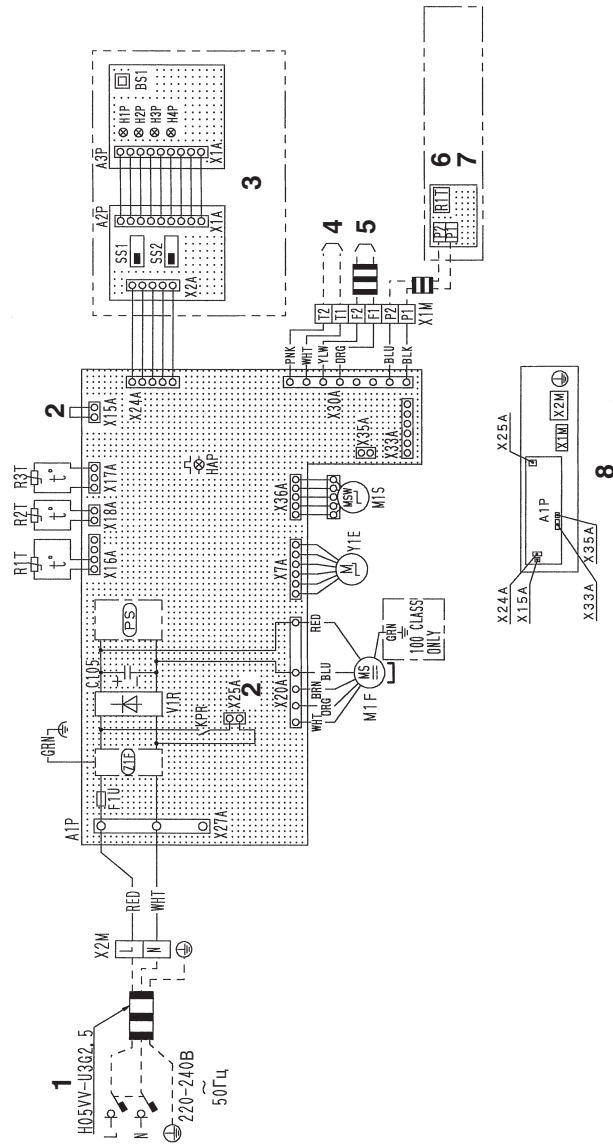 1
H05VV-U3G2,5
L
N
220-240В
~
50Гц
X2M
L
N
RED
WHT
A1P
X27A
F1U
Z1F
GRN
V1R
C105
+
-
PS
KPR
X25A
2
X20A
WHT
ORG
BRN
BLU
RED
MS
M1F
GRN
100 CLASS
ONLY
R1T
t°
X16A
R2T
t°
X18A
R3T
t°
X17A
2
X15A
HAP
X7A
M
Y1E
X36A
MSW
M1S
X24A
X35A
X33A
X30A
PNK
WHT
YLW
ORG
BLU
BLK
T2
T1
F2
F1
P2
P1
X1M
4
5
A2P
SS1
SS2
X2A
X1A
A3P
X1A
H1P
H2P
H3P
H4P
BS1
3
P2
P1
R1T
6
7
X24A
X15A
X25A
A1P
X1M
X2M
X33A
X35A
8